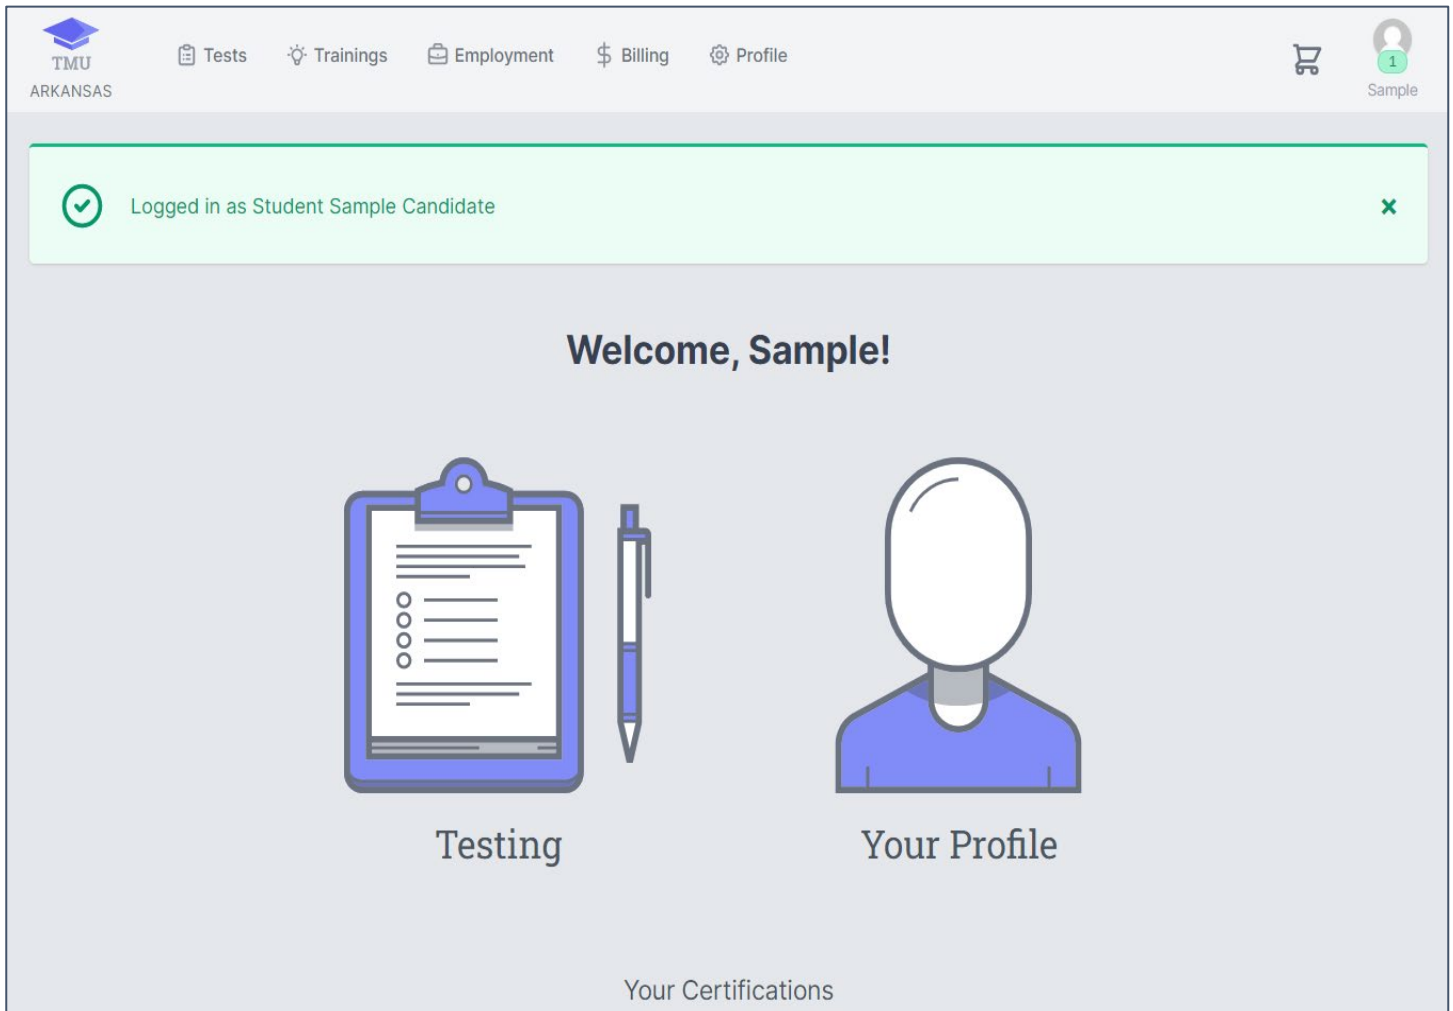 TMU
ARKANSAS
Tests
Trainings
Employment
Billing
Profile
1
Sample
Logged in as Student Sample Candidate
Welcome, Sample!
Testing
Your Profile
Your Certifications